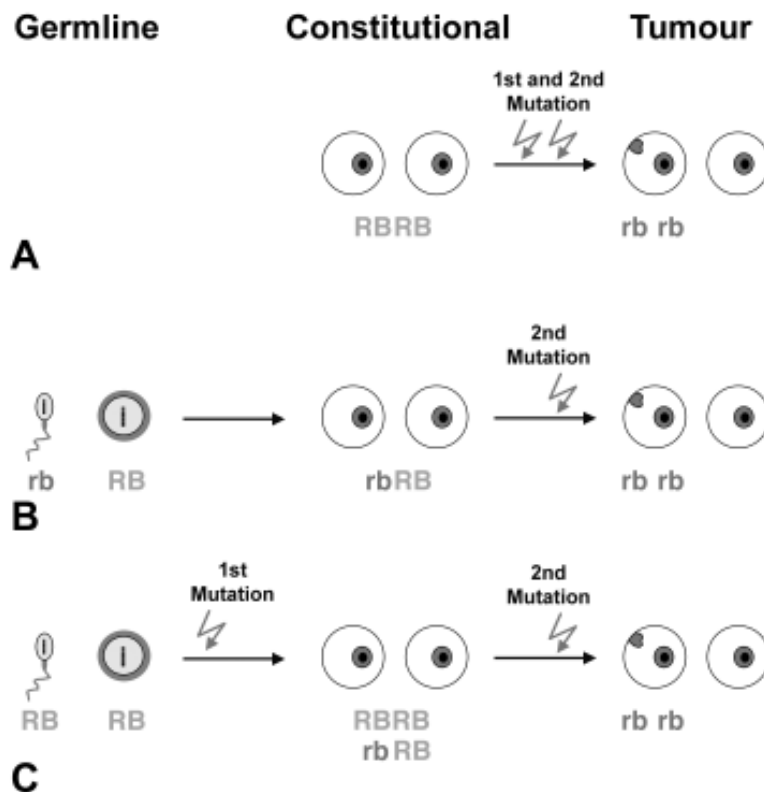 Germline Constitutional Tumour
1st and 2nd
Mutation
RBRB rb rb
A
2nd
Mutation
rb RB rbRB rb rb
B
1st
Mutation
2nd
Mutation
RB RB RBRB rb rb
rbRB
C